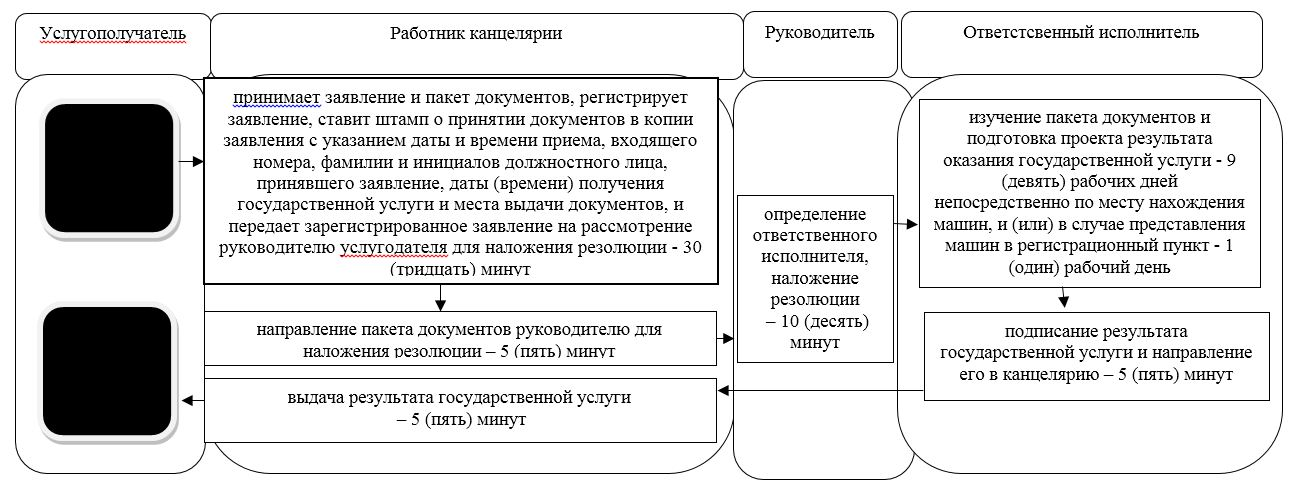 Услугополучатель
Работник канцелярии
Руководитель
Ответстсвенный исполнитель
принимает заявление и пакет документов, регистрирует
заявление, ставит штамп о принятии документов в копии
заявления с указанием даты и времени приема, входящего
номера, фамилии и инициалов должностного лица,
принявшего заявление, даты (времени) получения
государственной услуги и места выдачи документов, и
передает зарегистрированное заявление на рассмотрение
руководителю услугодателя для наложения резолюции - 30
(тридцать) минут
направление пакета документов руководителю для
наложения резолюции – 5 (пять) минут
выдача результата государственной услуги
– 5 (пять) минут
определение
ответственного
исполнителя,
наложение
резолюции
– 10 (десять)
минут
изучение пакета документов и
подготовка проекта результата
оказания государственной услуги - 9
(девять) рабочих дней
непосредственно по месту нахождения
машин, и (или) в случае представления
машин в регистрационный пункт - 1
(один) рабочий день
подписание результата
государственной услуги и направление
его в канцелярию – 5 (пять) минут